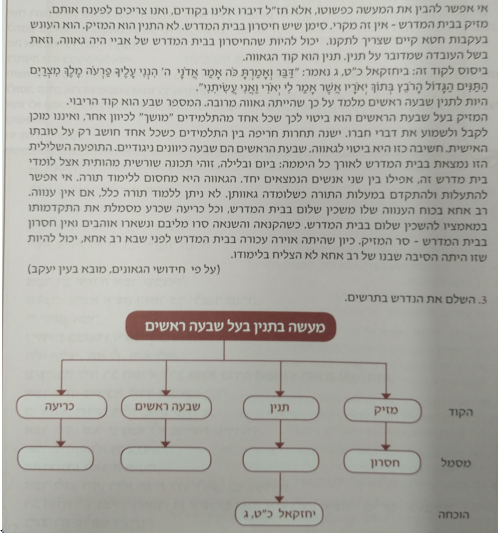 אי אפשר להבין את המעשה כפשוטו, אלא חז"ל דיברו אלינו בקודים, ואנו צריכים לפענח אותם.
מזיק בבית המדרש - אין זה מקרי. סימן שיש חיסרון בבית המדרש. לא התנין הוא המזיק. הוא העונש
בעקבות חטא קיים שצריך לתקנו. יכול להיות שהחיסרון בבית המדרש של אביי היה גאווה, וזאת
בשל העובדה שמדובר על תנין. תנין הוא קוד הגאווה.
ביסוס לקוד זה: ביחזקאל כ"ט, ג נאמר: "דַּבֵּר וְאָמַרְתָּ כֹּה אָמַר אֲדֹנָי ה' הִנְנִי עָלֶיךָ פַּרְעֹה מֶלֶךְ מִצְרַיִם
הַתַּנִּים הַגָּדוֹל הָרֹבֵץ בְּתוֹךְ יְאֹרָיו אֲשֶׁר אָמַר לִי יְאֹרִי וַאֲנִי עֲשִׂיתִנִי".
היות לתנין שבעה ראשים מלמד על כך שהייתה גאווה מרובה. המספר שבע הוא קוד הריבוי.
המזיק בעל שבעת הראשים הוא ביטוי לכך שכל אחד מהתלמידים "מושך" לכיוון אחר, ואיננו מוכן
לקבל ולשמוע את דברי חברו. ישנה תחרות חריפה בין התלמידים כשכל אחד חושב רק על טובתו
האישית. חשיבה כזו היא ביטוי לגאווה. שבעת הראשים הם שבעה כיוונים ניגודיים. התופעה השלילית
הזו נמצאת בבית המדרש לאורך כל היממה: ביום ובלילה, זוהי תכונה שורשית מהותית אצל לומדי
בית מדרש זה, אפילו בין שני אנשים הנמצאים יחד. הגאווה היא מחסום ללימוד תורה. אי אפשר
להתעלות ולהתקדם במעלות התורה כשלומדה גאוותן. לא ניתן ללמוד תורה כלל, אם אין ענווה.
רב אחא בכוח הענווה שלו משכין שלום בבית המדרש. וכל כריעה שכרע מסמלת את התקדמותו
במאמציו להשכין שלום בבית המדרש. כשהקנאה והשנאה סרו מליבם ונשארו אוהבים ואין חסרון
בבית המדרש - סר המזיק. כיון שהיתה אוירה עכורה בבית המדרש לפני שבא רב אחא, יכול להיות
שזו היתה הסיבה שבנו של רב אחא לא הצליח בלימודו.
(על פי חידושי הגאונים, מובא בעין יעקב)
3. השלם את הנדרש בתרשים.
מעשה בתנין בעל שבעה ראשים
הקוד מזיק תנין שבעה ראשים כריעה
מסמל חסרון
הוכחה יחזקאל כ"ט, ג